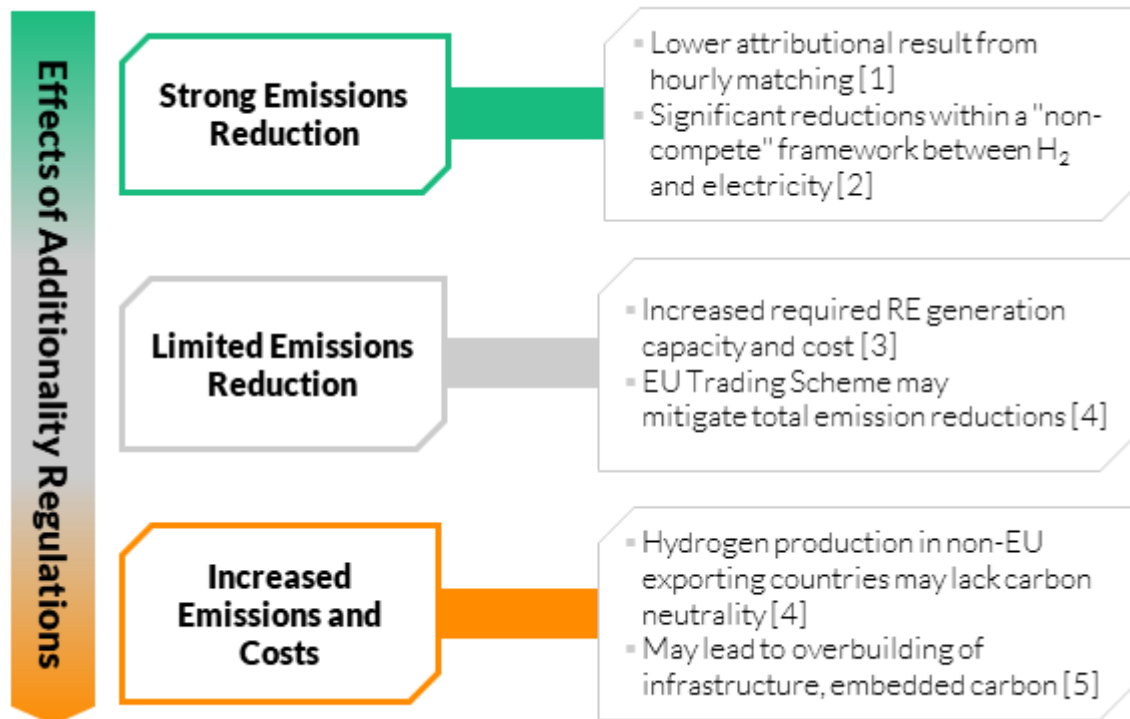 Effects of Additionality Regulations
Strong Emissions
Reduction
▪ Lower attributional result from
hourly matching [1]
▪ Significant reductions within a "non-
compete" framework between H₂
and electricity [2]
Limited Emissions
Reduction
▪ Increased required RE generation
capacity and cost [3]
▪ EU Trading Scheme may
mitigate total emission reductions [4]
Increased
Emissions and
Costs
▪ Hydrogen production in non-EU
exporting countries may lack carbon
neutrality [4]
▪ May lead to overbuilding of
infrastructure, embedded carbon [5]